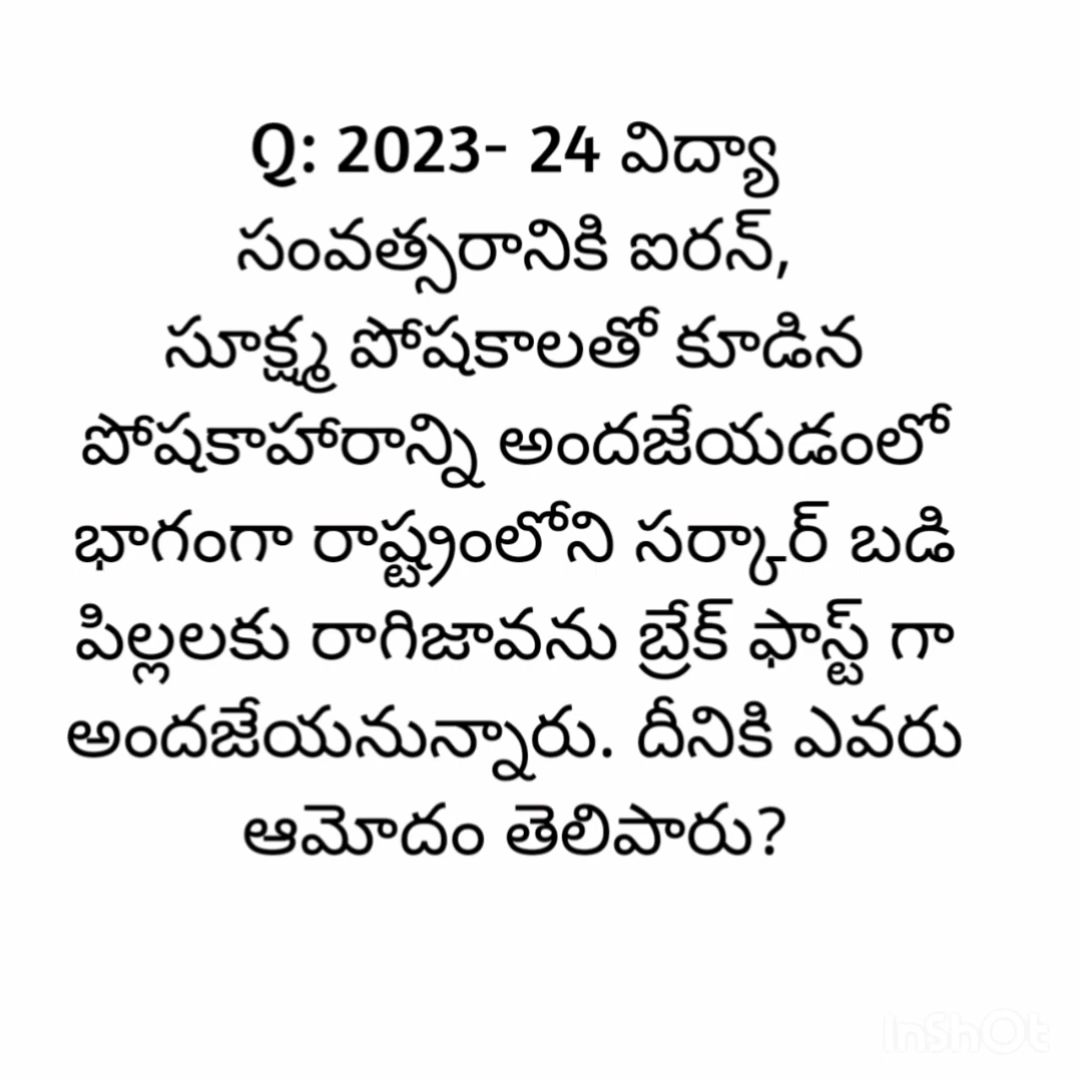 Q: 2023- 24 విద్యా
సంవత్సరానికి ఐరన్,
సూక్ష్మ పోషకాలతో కూడిన
పోషకాహారాన్ని అందజేయడంలో
భాగంగా రాష్ట్రంలోని సర్కార్ బడి
పిల్లలకు రాగిజావను బ్రేక్ ఫాస్ట్ గా
అందజేయనున్నారు. దీనికి ఎవరు
ఆమోదం తెలిపారు?
InShOt